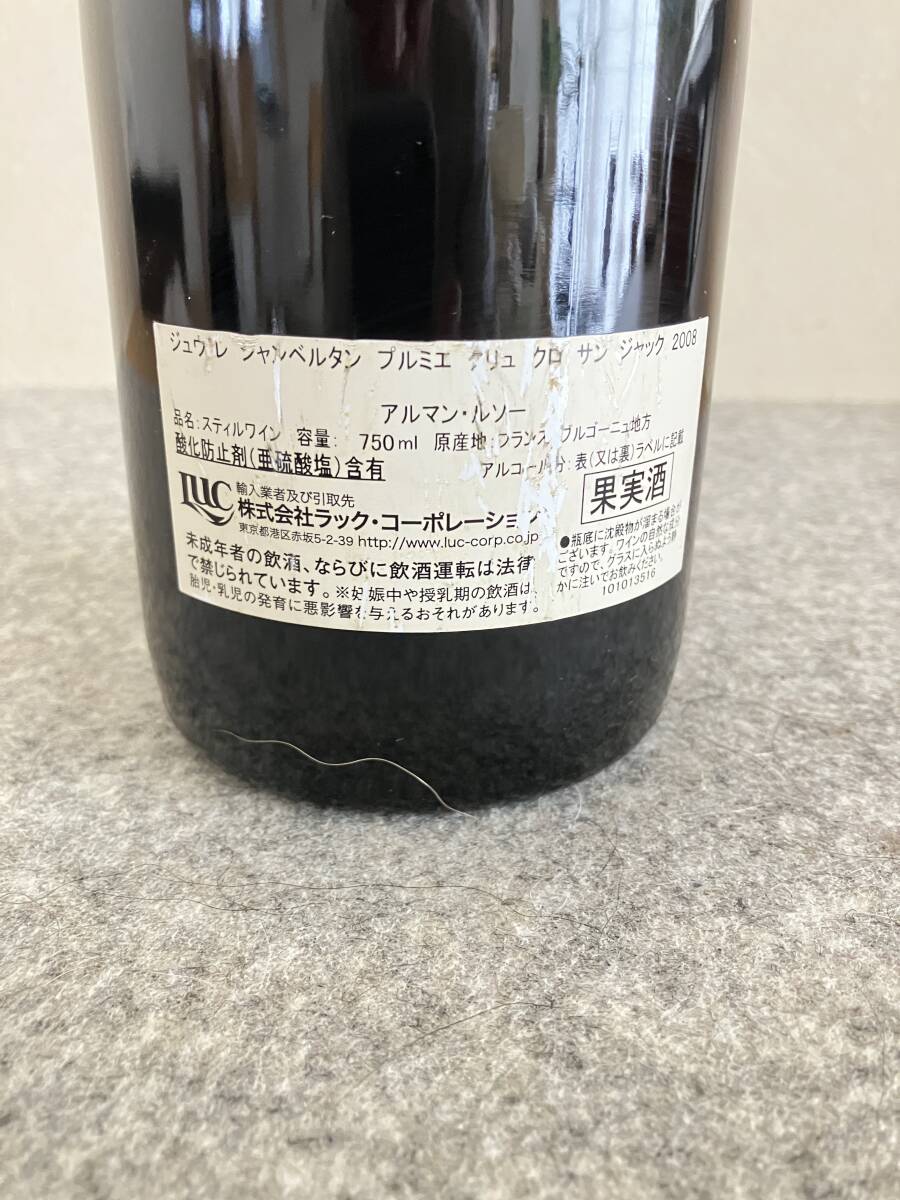 ジュヴレ シャンベルタン プルミエ クリュ クロ サン ジャック 2008
アルマン・ルソー
品名:スティルワイン 容量: 750ml 原産地:フランス ブルゴーニュ地方
酸化防止剤(亜硫酸塩)含有 アルコール分:表(又は裏)ラベルに記載
LUC 輸入業者及び引取先
株式会社ラック・コーポレーション
東京都港区赤坂5-2-39 http://www.luc-corp.co.jp
果実酒
未成年者の飲酒、ならびに飲酒運転は法律
で禁じられています。※妊娠中や授乳期の飲酒は、
胎児・乳児の発育に悪影響を与えるおそれがあります。
●瓶底に沈殿物が溜まる場合が
ございます。ワインの自然な成分
ですので、グラスに入らぬよう静
かに注いでお飲みください。
101013516